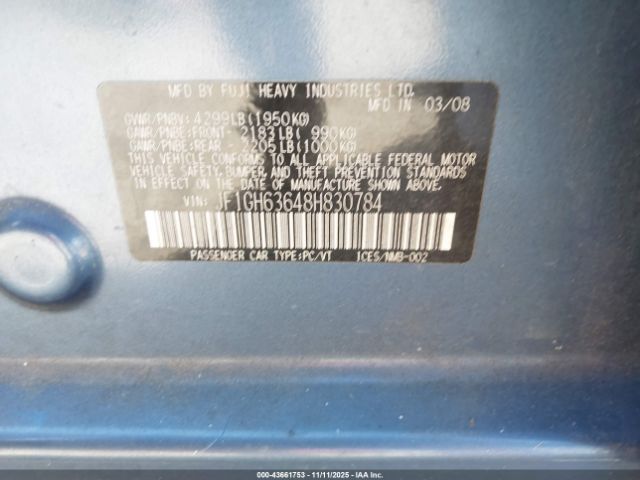 MFD BY FUJI HEAVY INDUSTRIES LTD.
MFD IN 03/08
GVWR/PNBV: 4299LB(1950KG)
GAWR/PNBE:FRONT- 2183LB( 990KG)
GAWR/PNBE:REAR - 2205LB(1000KG)
THIS VEHICLE CONFORMS TO ALL APPLICABLE FEDERAL MOTOR
VEHICLE SAFETY, BUMPER, AND THEFT PREVENTION STANDARDS
IN EFFECT ON THE DATE OF MANUFACTURE SHOWN ABOVE.
VIN: JF1GH63648H830784
PASSENGER CAR TYPE:PC/VT ICES/NMB-002
000-43661753 - 11/11/2025 - © IAA Inc.